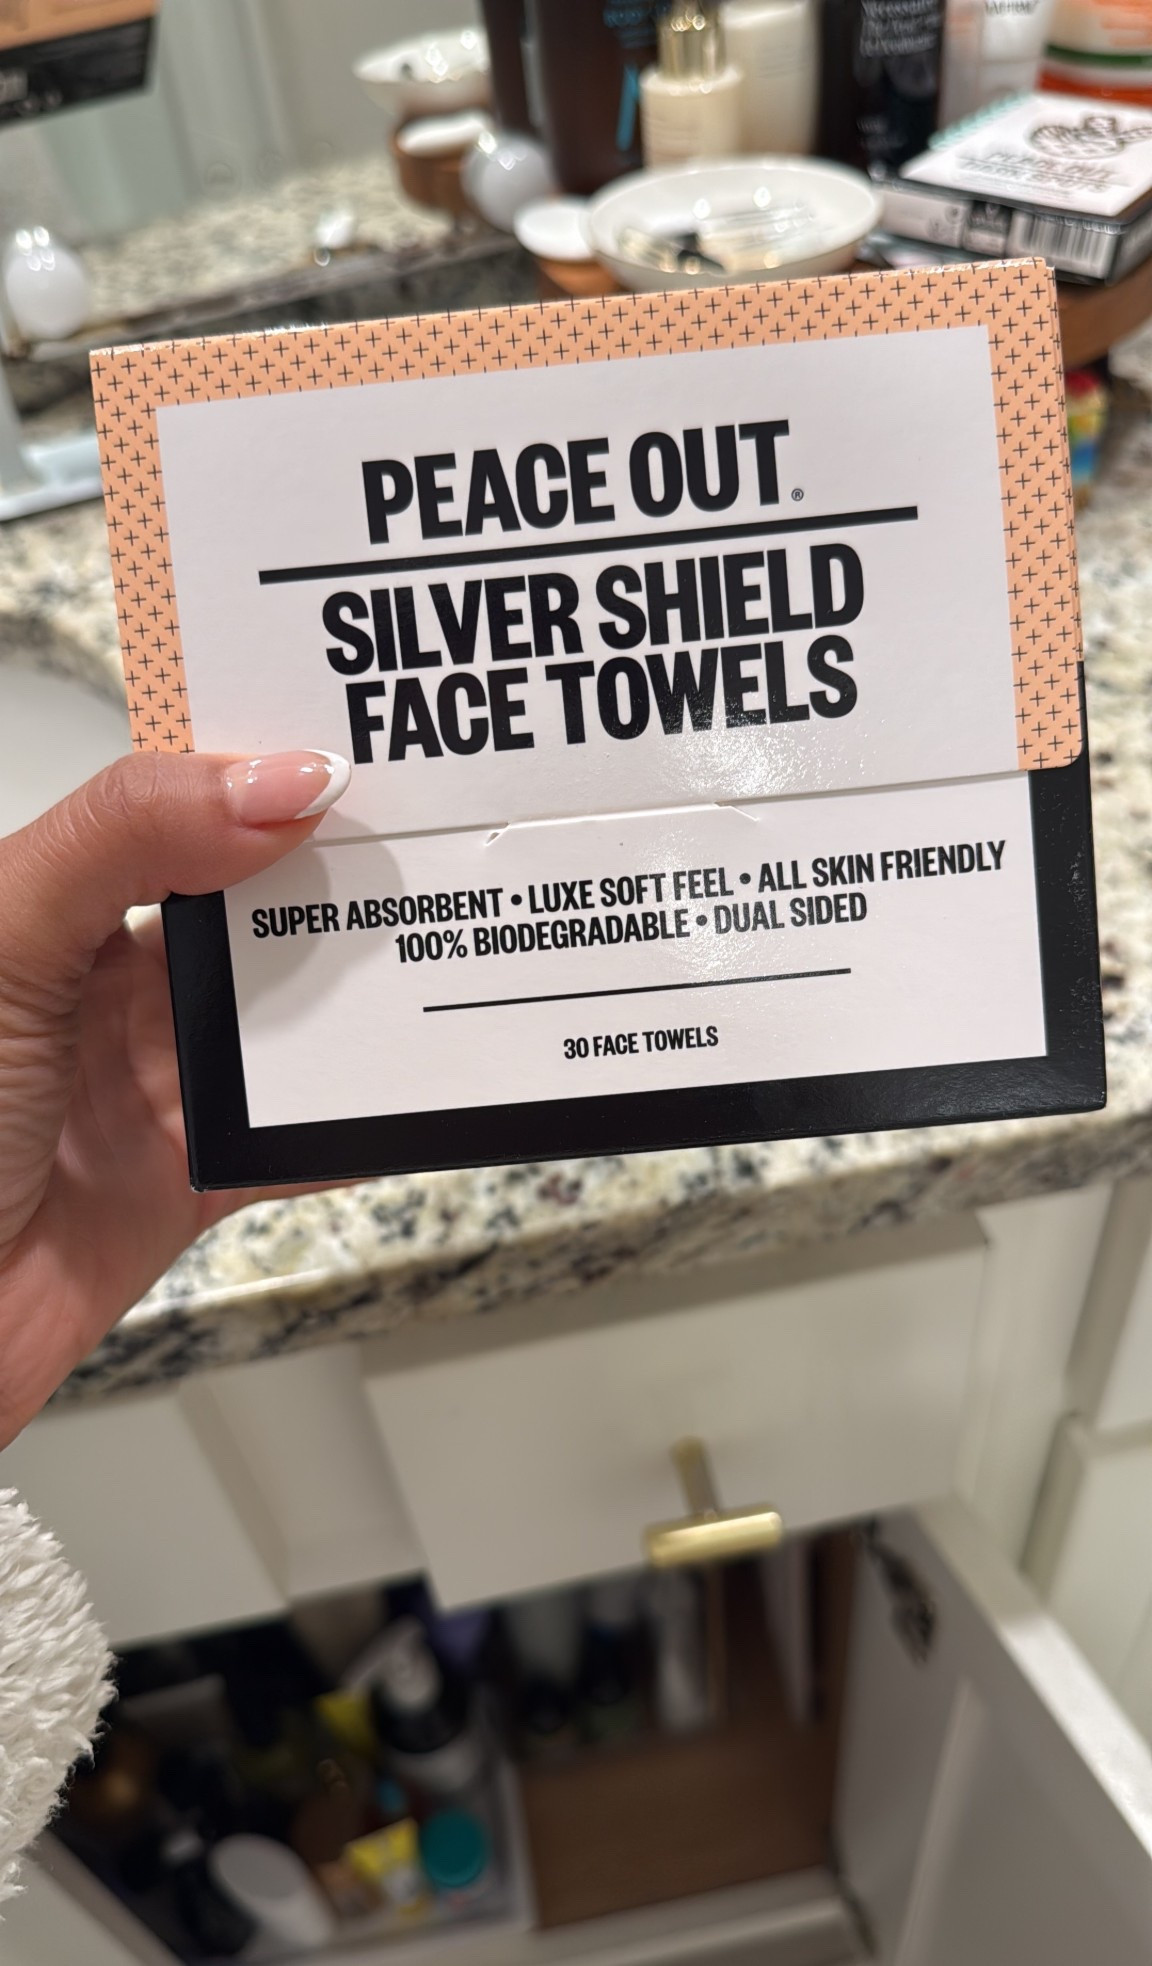 PEACE OUT®
SILVER SHIELD
FACE TOWELS
SUPER ABSORBENT • LUXE SOFT FEEL • ALL SKIN FRIENDLY
100% BIODEGRADABLE • DUAL SIDED
30 FACE TOWELS